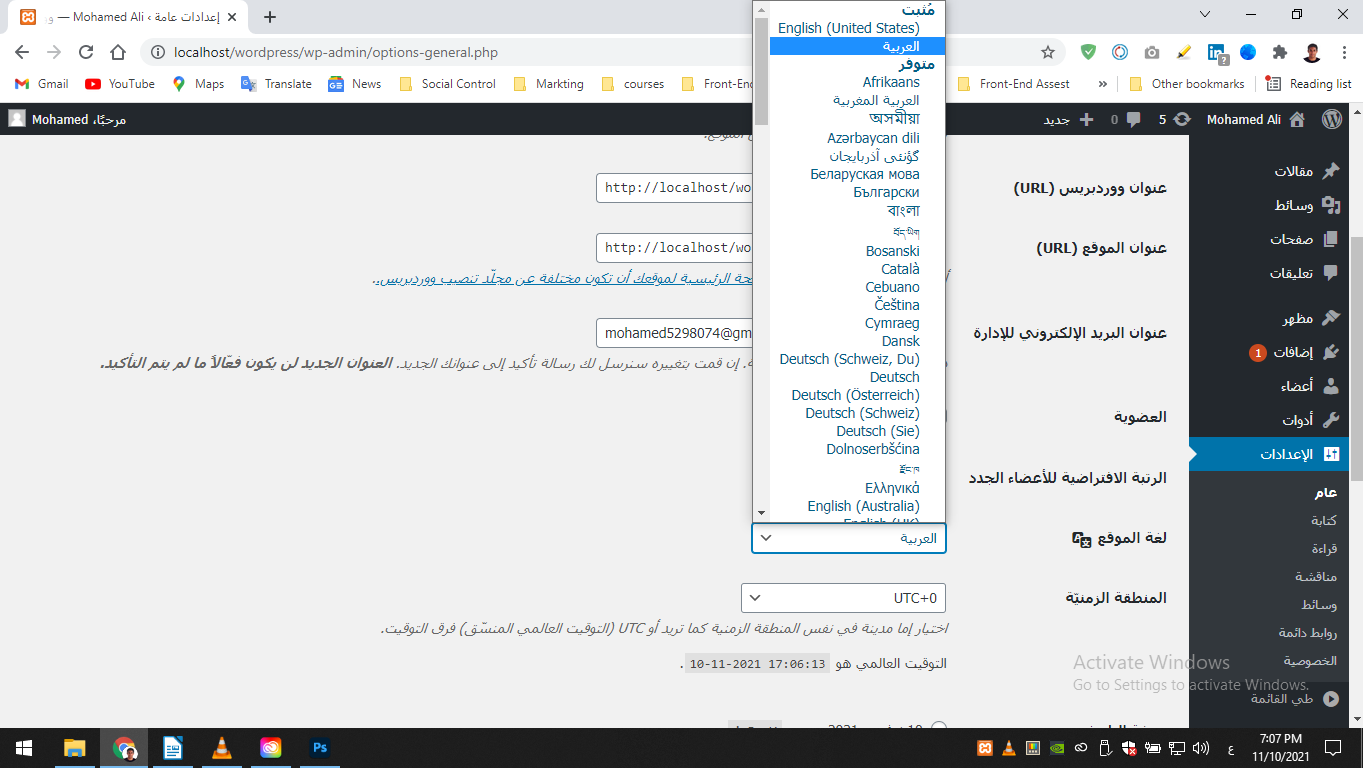 إعدادات عامة ‹ Mohamed Ali — وو
localhost/wordpress/wp-admin/options-general.php
Gmail
YouTube
Maps
Translate
News
Social Control
Markting
courses
Front-End
Front-End Assest
»
Other bookmarks
Reading list
مرحبًا، Mohamed
جديد
0
5
Mohamed Ali
مُثبت
English (United States)
العربية
متوفر
Afrikaans
العربية المغربية
অসমীয়া
Azərbaycan dili
گؤنئی آذربایجان
Беларуская мова
Български
বাংলা
བོད་ཡིག
Bosanski
Català
Cebuano
Čeština
Cymraeg
Dansk
Deutsch (Schweiz, Du)
Deutsch
Deutsch (Österreich)
Deutsch (Schweiz)
Deutsch (Sie)
Dolnoserbšćina
རྫོང་ཁ
Ελληνικά
English (Australia)
English (UK)
الموقع.
عنوان ووردبريس (URL)
http://localhost/wo
عنوان الموقع (URL)
http://localhost/wo
الرئيسية لموقعك أن تكون مختلفة عن مجلّد تنصيب ووردبريس.
عنوان البريد الإلكتروني للإدارة
mohamed5298074@gm
إن قمت بتغييره سنرسل لك رسالة تأكيد إلى عنوانك الجديد. العنوان الجديد لن يكون فعّالاً ما لم يتم التأكيد.
العضوية
الرتبة الافتراضية للأعضاء الجدد
لغة الموقع
العربية
المنطقة الزمنيّة
UTC+0
اختيار إما مدينة في نفس المنطقة الزمنية كما تريد أو UTC (التوقيت العالمي المنسّق) فرق التوقيت.
التوقيت العالمي هو 10-11-2021 17:06:13 .
مقالات
وسائط
صفحات
تعليقات
مظهر
إضافات 1
أعضاء
أدوات
الإعدادات
عام
كتابة
قراءة
مناقشة
وسائط
روابط دائمة
الخصوصية
طي القائمة
Activate Windows
Go to Settings to activate Windows.
Ps
ع
7:07 PM
11/10/2021